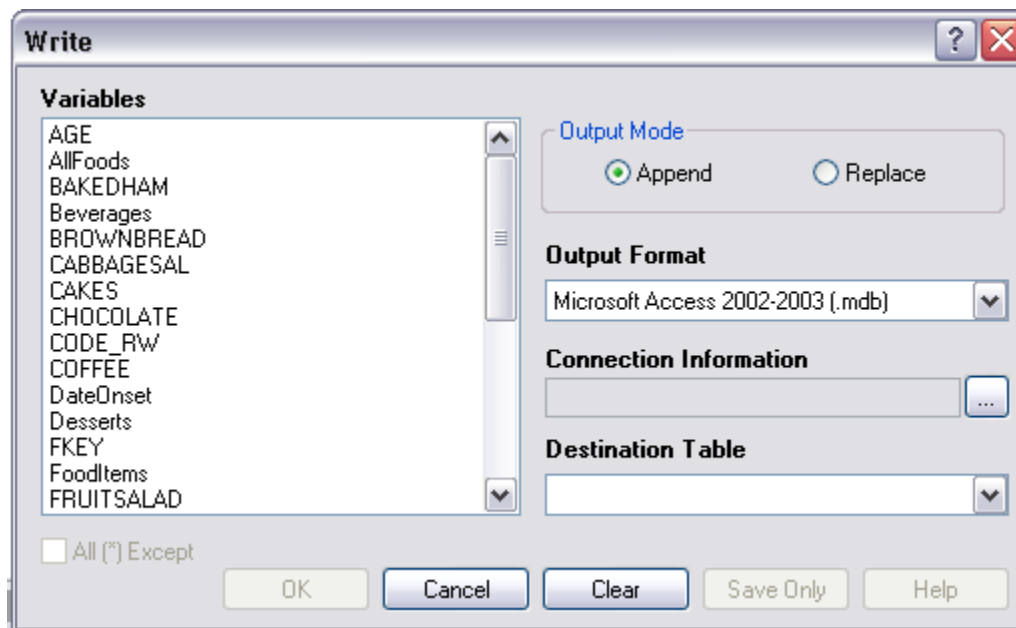 Write
Variables
AGE
AllFoods
BAKEDHAM
Beverages
BROWNBREAD
CABBAGESAL
CAKES
CHOCOLATE
CODE_RW
COFFEE
DateOnset
Desserts
FKEY
FoodItems
FRUITSALAD
All (*) Except
Output Mode
Append Replace
Output Format
Microsoft Access 2002-2003 (.mdb)
Connection Information
...
Destination Table
OK Cancel Clear Save Only Help